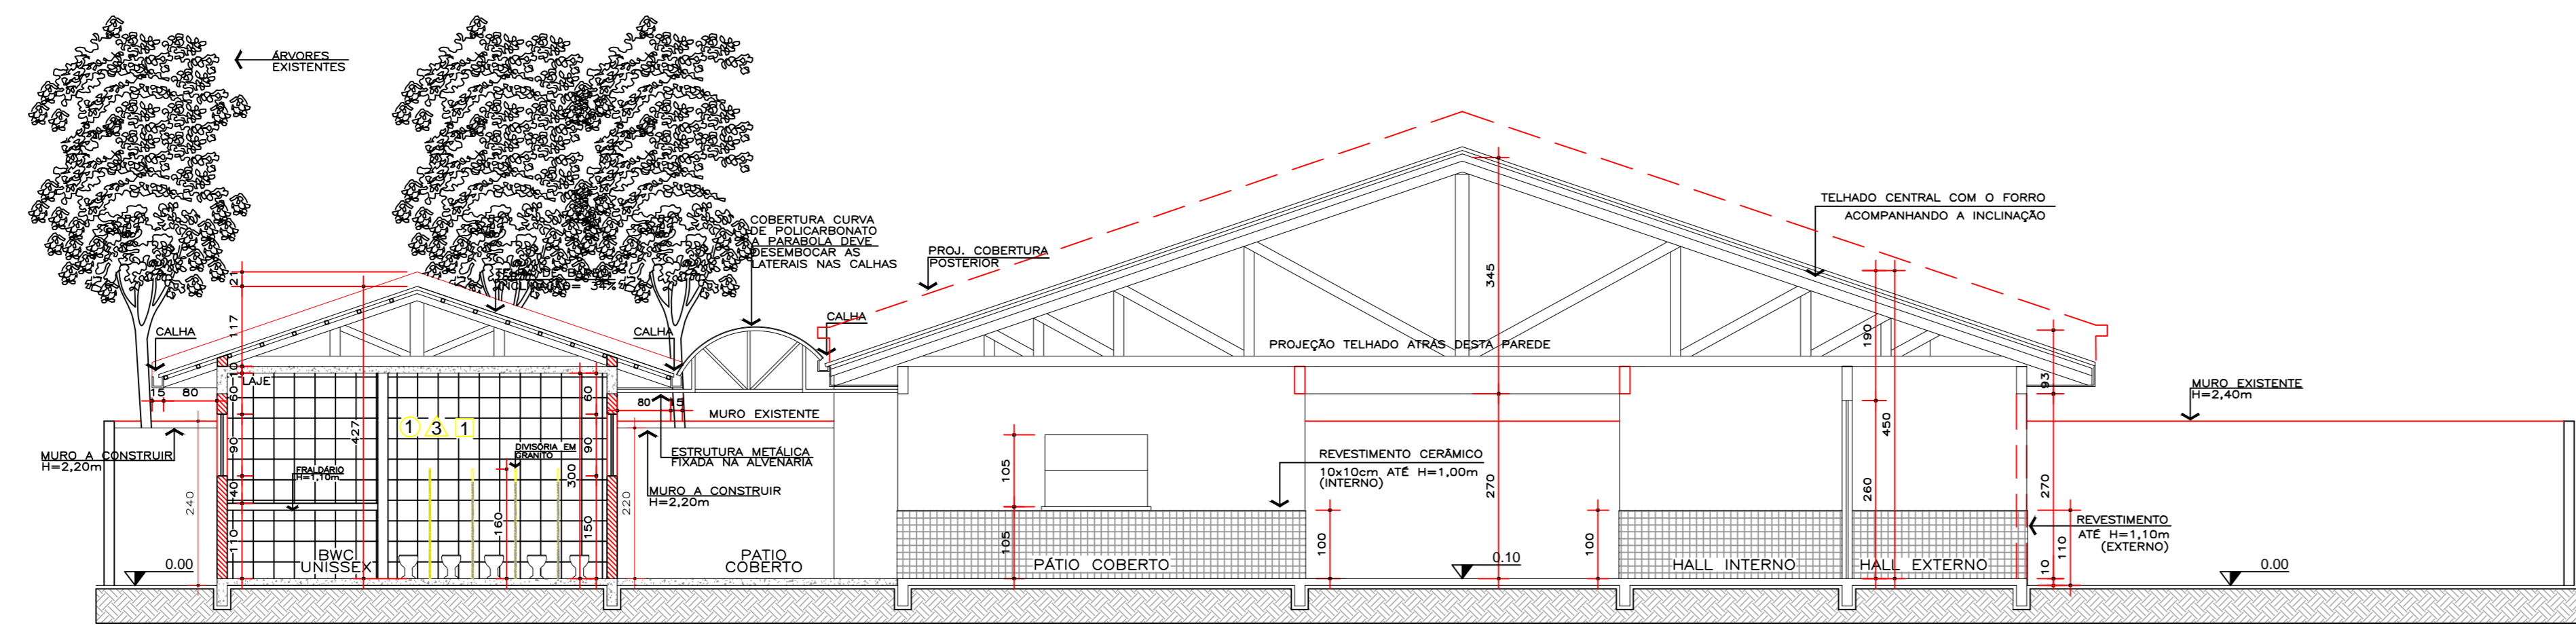 ÁRVORES
EXISTENTES
COBERTURA CURVA
DE POLICARBONATO
A PARABOLA DEVE
DESEMBOCAR AS
LATERAIS NAS CALHAS
PROJ. COBERTURA
POSTERIOR
TELHADO CENTRAL COM O FORRO
ACOMPANHANDO A INCLINAÇÃO
INCLINAÇÃO= 34%
21
117
10
60
90
40
110
CALHA
CALHA
CALHA
LAJE
15 80
80 15
427
345
190
93
PROJEÇÃO TELHADO ATRÁS DESTA PAREDE
MURO EXISTENTE
H=2,40m
MURO EXISTENTE
1 3 1
DIVISÓRIA EM
GRANITO
ESTRUTURA METÁLICA
FIXADA NA ALVENARIA
MURO A CONSTRUIR
H=2,20m
MURO A CONSTRUIR
H=2,20m
FRALDÁRIO
H=1,10m
240
160
300
60
90
150
220
105
105
REVESTIMENTO CERÂMICO
10x10cm ATÉ H=1,00m
(INTERNO)
270
100
100
450
260
270
10
110
REVESTIMENTO
ATÉ H=1,10m
(EXTERNO)
0.00
BWC
UNISSEX
PATIO
COBERTO
PÁTIO COBERTO
0.10
HALL INTERNO
HALL EXTERNO
0.00